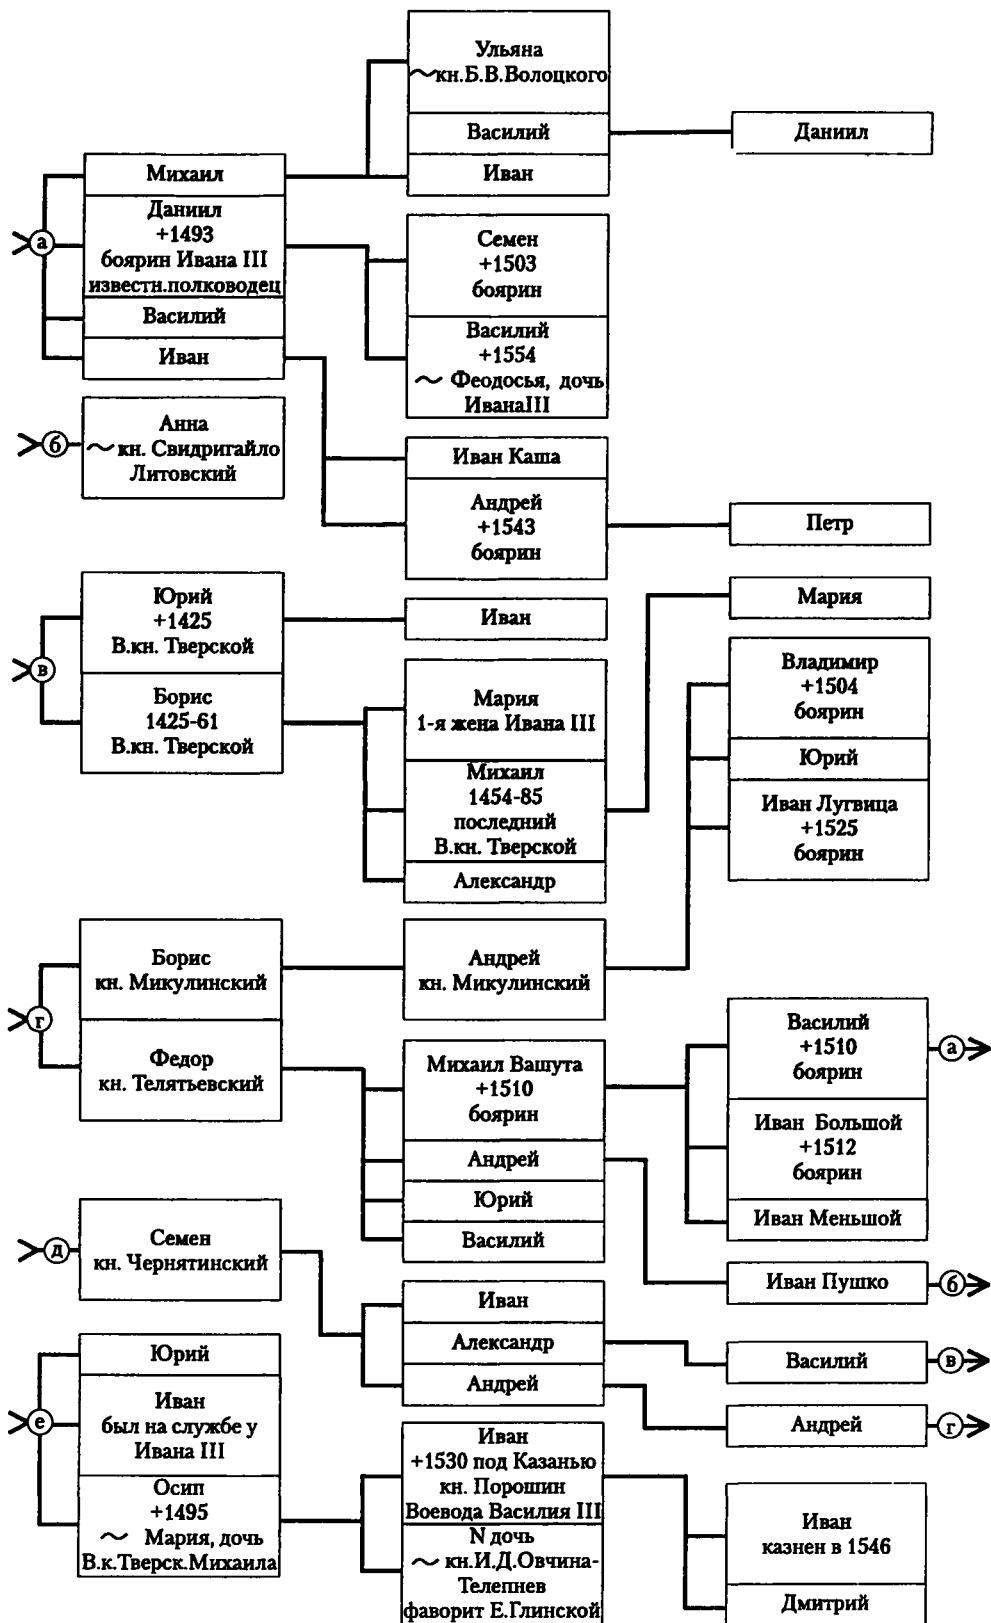 Ульяна
~кн.Б.В.Волоцкого
Василий
Иван
Даниил
а
Михаил
Даниил
+1493
боярин Ивана III
известн.полководец
Василий
Иван
Семен
+1503
боярин
Василий
+1554
~ Феодосья, дочь
ИванаIII
б
Анна
~кн. Свидригайло
Литовский
Иван Каша
Андрей
+1543
боярин
Петр
в
Юрий
+1425
В.кн. Тверской
Борис
1425-61
В.кн. Тверской
Иван
Мария
1-я жена Ивана III
Михаил
1454-85
последний
В.кн. Тверской
Александр
Мария
Владимир
+1504
боярин
Юрий
Иван Лугвица
+1525
боярин
г
Борис
кн. Микулинский
Федор
кн. Телятьевский
Андрей
кн. Микулинский
Михаил Вашута
+1510
боярин
Андрей
Юрий
Василий
Василий
+1510
боярин
а
Иван Большой
+1512
боярин
Иван Меньшой
Иван Пушко
б
д
Семен
кн. Чернятинский
Иван
Александр
Андрей
Василий
в
Андрей
г
е
Юрий
Иван
был на службе у
Ивана III
Осип
+1495
~ Мария, дочь
В.к.Тверск.Михаила
Иван
+1530 под Казанью
кн. Порошин
Воевода Василия III
N дочь
~ кн.И.Д.Овчина-
Телепнев
фаворит Е.Глинской
Иван
казнен в 1546
Дмитрий